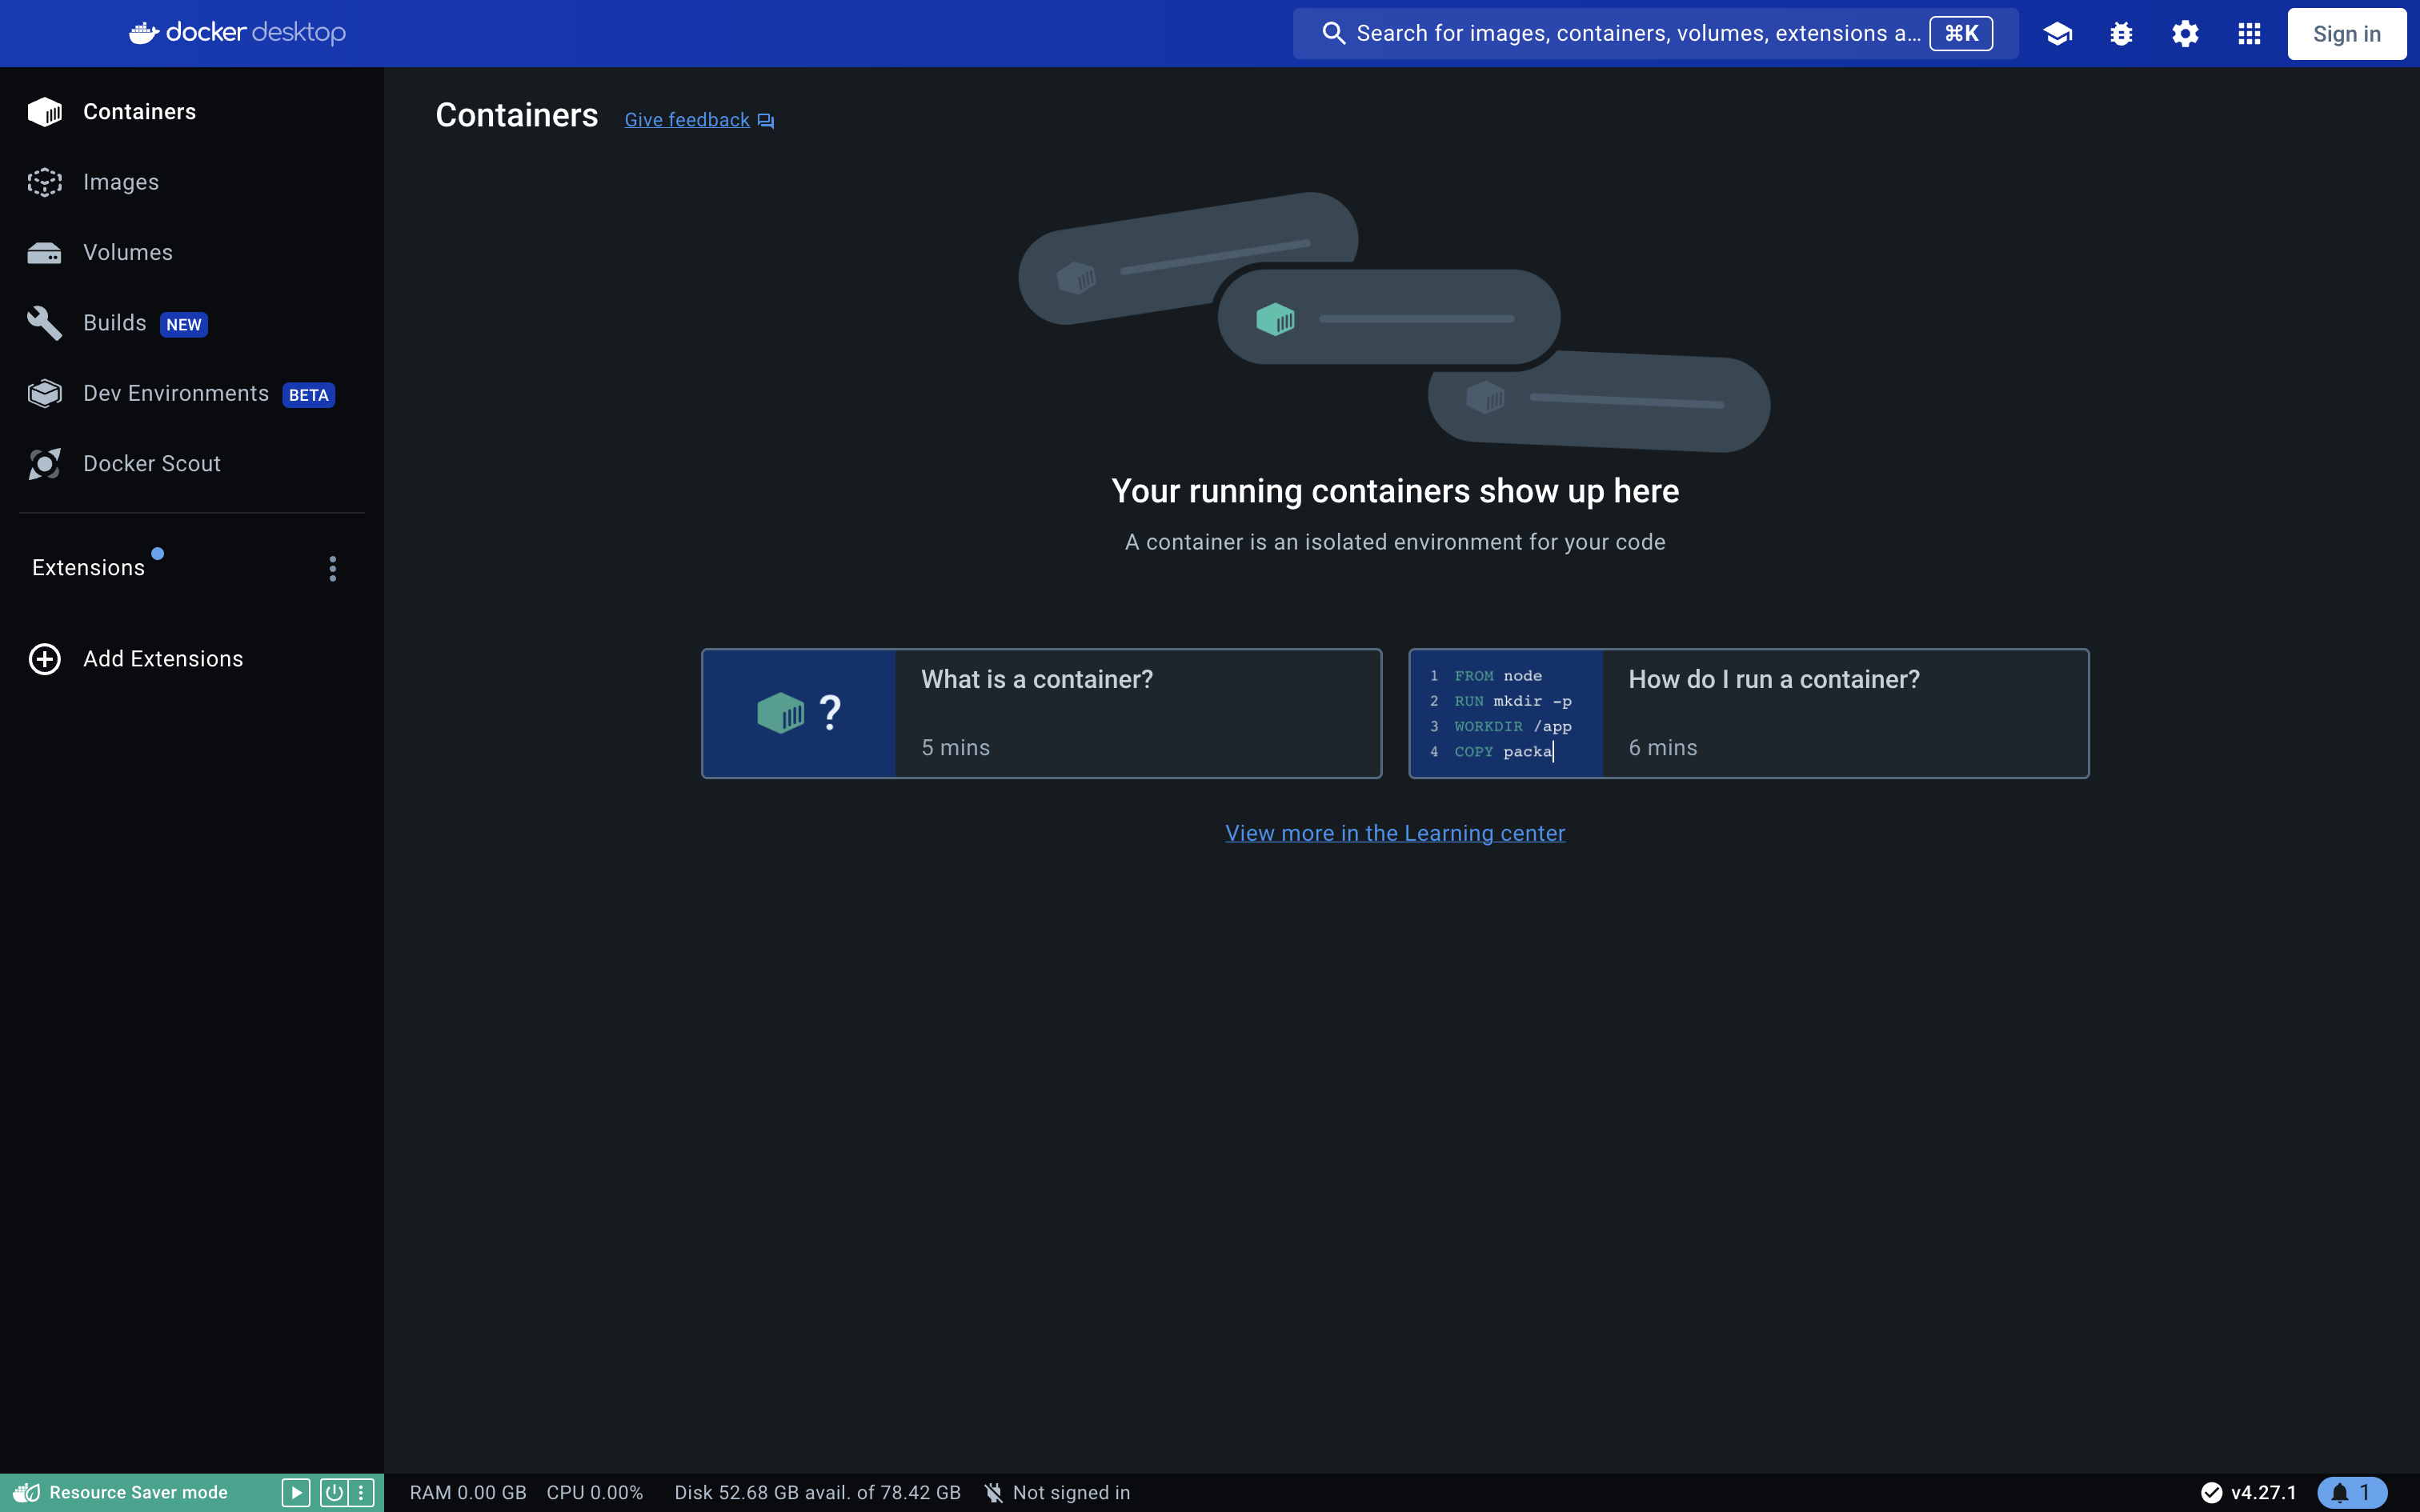 docker desktop
Search for images, containers, volumes, extensions a... ⌘K
Sign in
Containers
Images
Volumes
Builds NEW
Dev Environments BETA
Docker Scout
Extensions
Add Extensions
Containers Give feedback
Your running containers show up here
A container is an isolated environment for your code
?
What is a container?
5 mins
1 FROM node
2 RUN mkdir -p
3 WORKDIR /app
4 COPY packa
How do I run a container?
6 mins
View more in the Learning center
Resource Saver mode
RAM 0.00 GB CPU 0.00% Disk 52.68 GB avail. of 78.42 GB Not signed in
v4.27.1 1